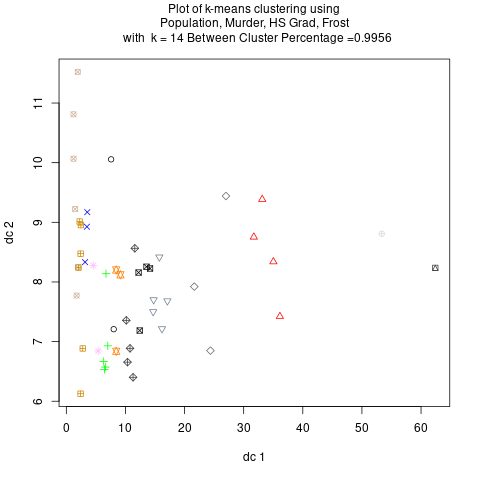 Plot of k-means clustering using
Population, Murder, HS Grad, Frost
with k = 14 Between Cluster Percentage =0.9956
dc 2
11
10
9
8
7
6
0 10 20 30 40 50 60
dc 1